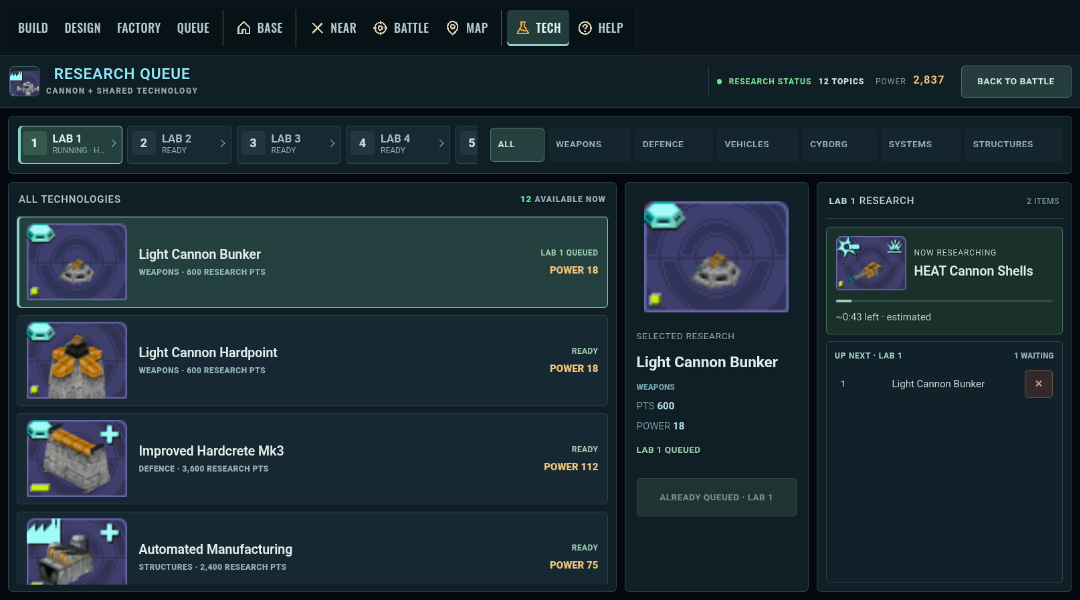 BUILD DESIGN FACTORY QUEUE BASE NEAR BATTLE MAP TECH HELP
RESEARCH QUEUE
CANNON + SHARED TECHNOLOGY
RESEARCH STATUS 12 TOPICS POWER 2,837
BACK TO BATTLE
1 LAB 1
RUNNING · H...
2 LAB 2
READY
3 LAB 3
READY
4 LAB 4
READY
5
ALL WEAPONS DEFENCE VEHICLES CYBORG SYSTEMS STRUCTURES
ALL TECHNOLOGIES
12 AVAILABLE NOW
Light Cannon Bunker
WEAPONS · 600 RESEARCH PTS
LAB 1 QUEUED
POWER 18
Light Cannon Hardpoint
WEAPONS · 600 RESEARCH PTS
READY
POWER 18
Improved Hardcrete Mk3
DEFENCE · 3,600 RESEARCH PTS
READY
POWER 112
Automated Manufacturing
STRUCTURES · 2,400 RESEARCH PTS
READY
POWER 75
SELECTED RESEARCH
Light Cannon Bunker
WEAPONS
PTS 600
POWER 18
LAB 1 QUEUED
ALREADY QUEUED · LAB 1
LAB 1 RESEARCH
2 ITEMS
NOW RESEARCHING
HEAT Cannon Shells
~0:43 left · estimated
UP NEXT · LAB 1
1 WAITING
1 Light Cannon Bunker ×